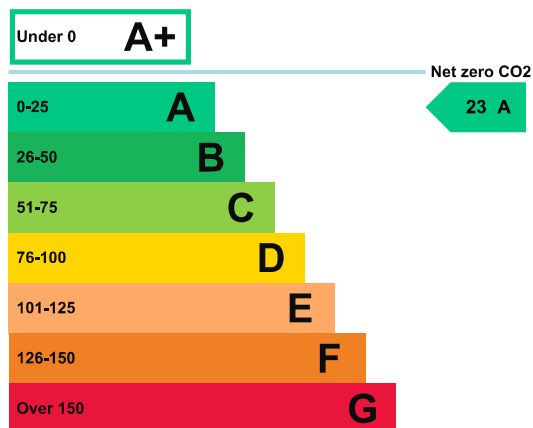 Under 0 A+
Net zero CO2
0-25 A
23 A
26-50 B
51-75 C
76-100 D
101-125 E
126-150 F
Over 150 G